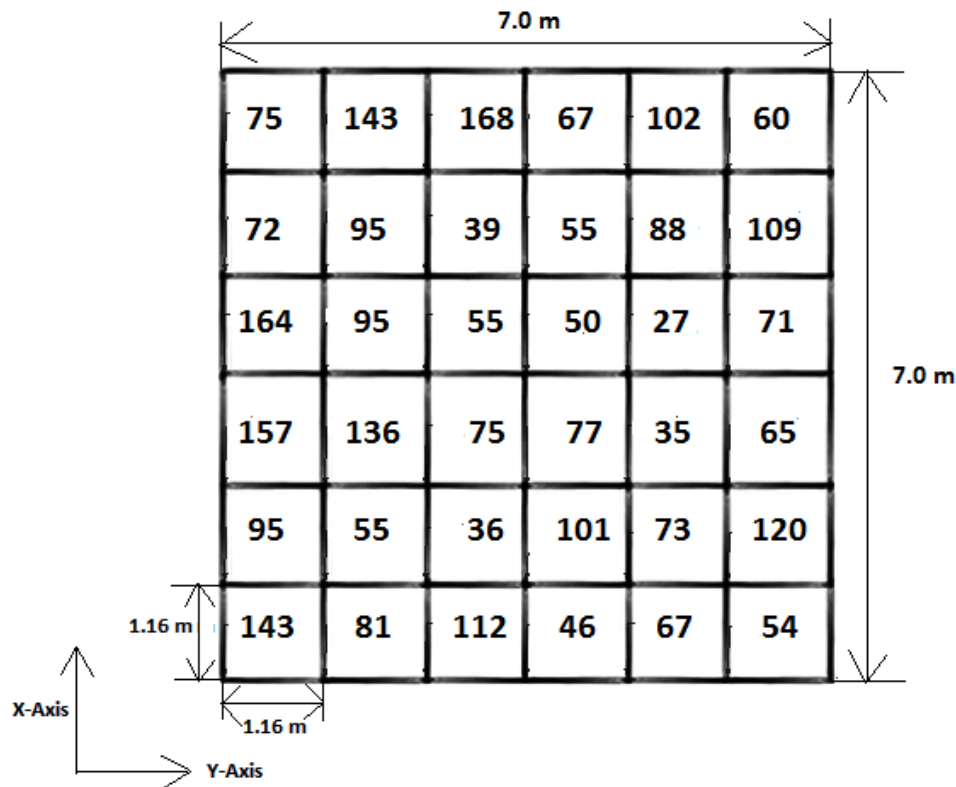 7.0 m
75 143 168 67 102 60
72 95 39 55 88 109
164 95 55 50 27 71
7.0 m
157 136 75 77 35 65
95 55 36 101 73 120
1.16 m
143 81 112 46 67 54
X-Axis
1.16 m
Y-Axis